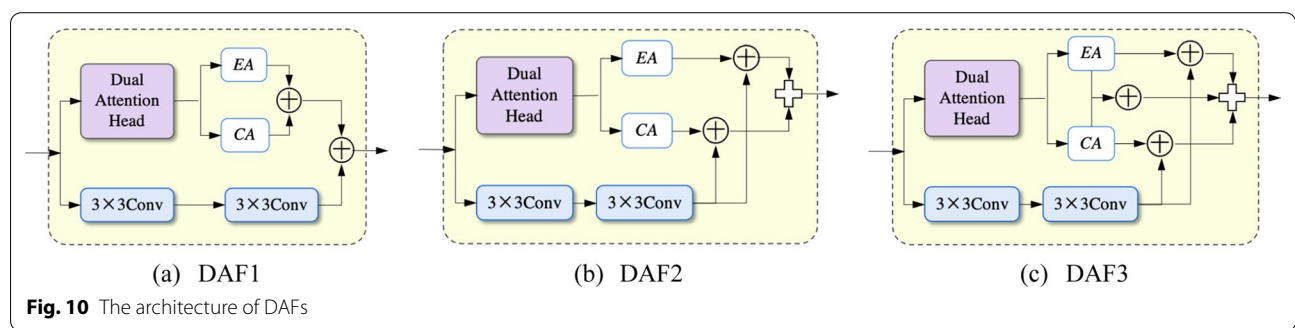 Dual
Attention
Head
EA
CA
3×3Conv
3×3Conv
(a) DAF1
Dual
Attention
Head
EA
CA
3×3Conv
3×3Conv
(b) DAF2
Dual
Attention
Head
EA
CA
3×3Conv
3×3Conv
(c) DAF3
Fig. 10 The architecture of DAFs